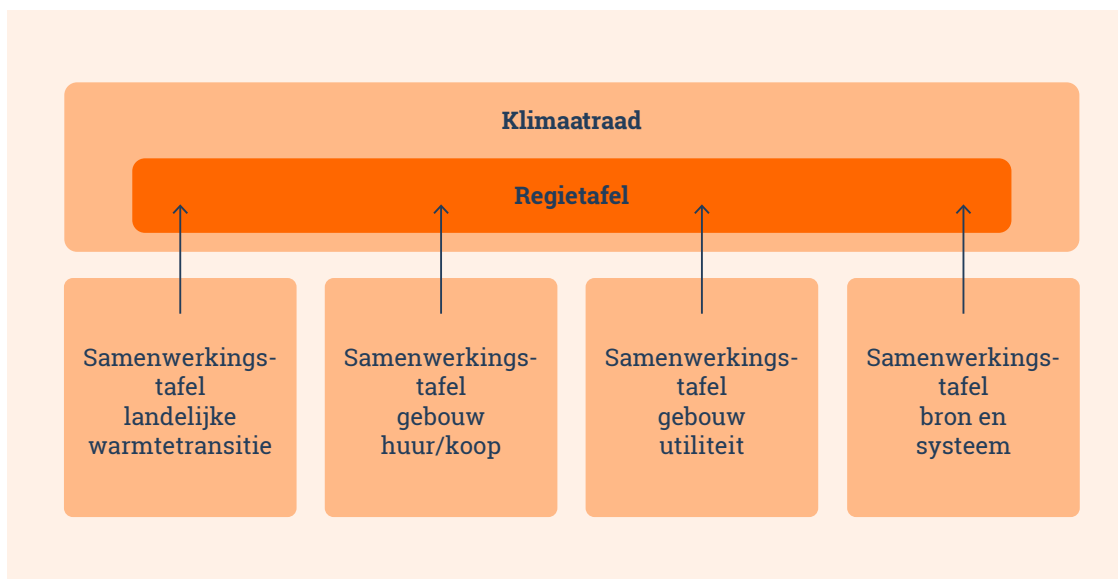 Klimaatraad
Regietafel
Samenwerkings-
tafel
landelijke
warmtetransitie
Samenwerkings-
tafel
gebouw
huur/koop
Samenwerkings-
tafel
gebouw
utiliteit
Samenwerkings-
tafel
bron en
systeem